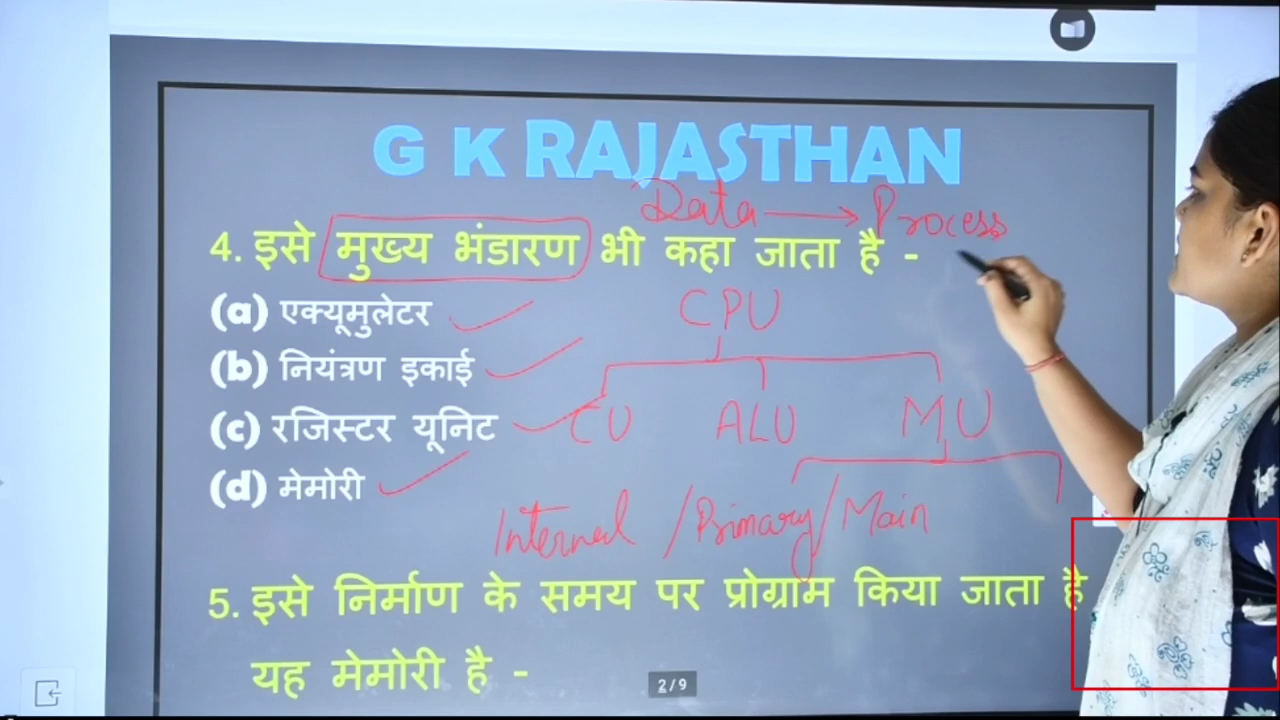 G K RAJASTHAN
Data → Process
4. इसे मुख्य भंडारण भी कहा जाता है -
(a) एक्यूमुलेटर
CPU
(b) नियंत्रण इकाई
(c) रजिस्टर यूनिट
CU ALU MU
(d) मेमोरी
Internal / Primary / Main
5. इसे निर्माण के समय पर प्रोग्राम किया जाता है
यह मेमोरी है -
2/9